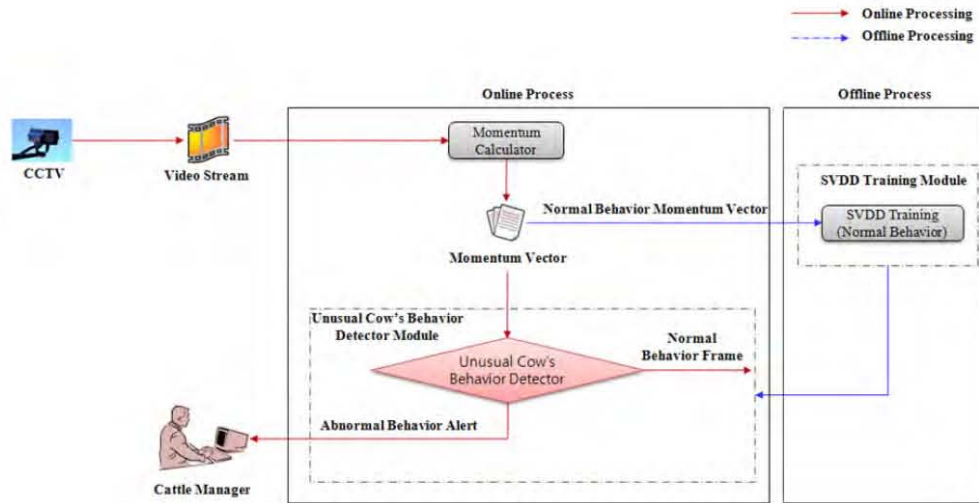 Online Processing
Offline Processing
Online Process
Offline Process
Momentum
Calculator
CCTV
Video Stream
SVDD Training Module
Normal Behavior Momentum Vector
SVDD Training
(Normal Behavior)
Momentum Vector
Unusual Cow's Behavior
Detector Module
Normal
Behavior Frame
Unusual Cow's
Behavior Detector
Abnormal Behavior Alert
Cattle Manager